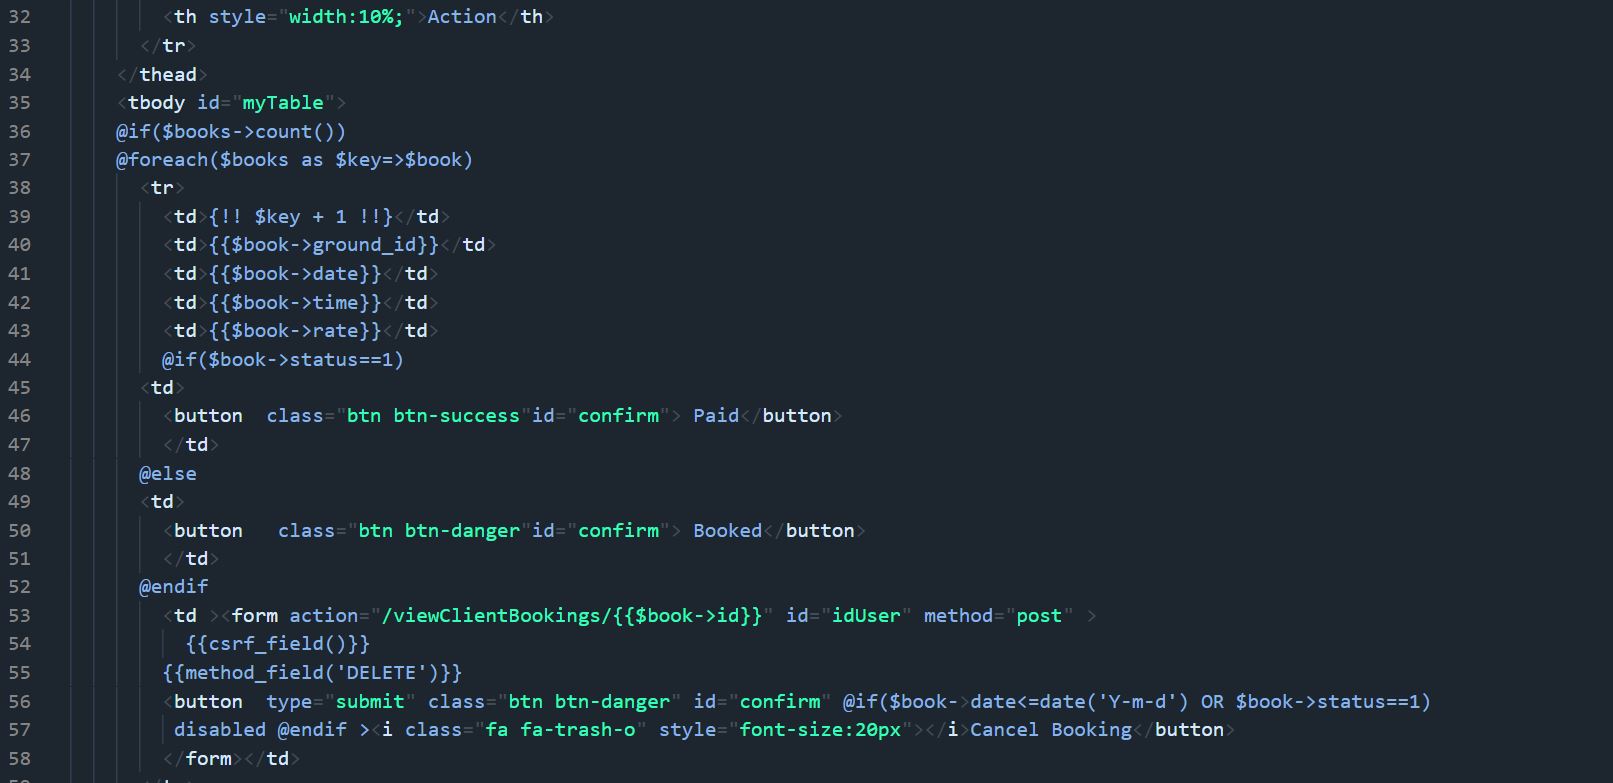 32 <th style="width:10%;">Action</th>
33 </tr>
34 </thead>
35 <tbody id="myTable">
36 @if($books->count())
37 @foreach($books as $key=>$book)
38 <tr>
39 <td>{!! $key + 1 !!}</td>
40 <td>{{$book->ground_id}}</td>
41 <td>{{$book->date}}</td>
42 <td>{{$book->time}}</td>
43 <td>{{$book->rate}}</td>
44 @if($book->status==1)
45 <td>
46 <button  class="btn btn-success"id="confirm"> Paid</button>
47 </td>
48 @else
49 <td>
50 <button   class="btn btn-danger"id="confirm"> Booked</button>
51 </td>
52 @endif
53 <td ><form action="/viewClientBookings/{{$book->id}}" id="idUser" method="post" >
54 {{csrf_field()}}
55 {{method_field('DELETE')}}
56 <button  type="submit" class="btn btn-danger" id="confirm" @if($book->date<=date('Y-m-d') OR $book->status==1)
57 disabled @endif ><i class="fa fa-trash-o" style="font-size:20px"></i>Cancel Booking</button>
58 </form></td>